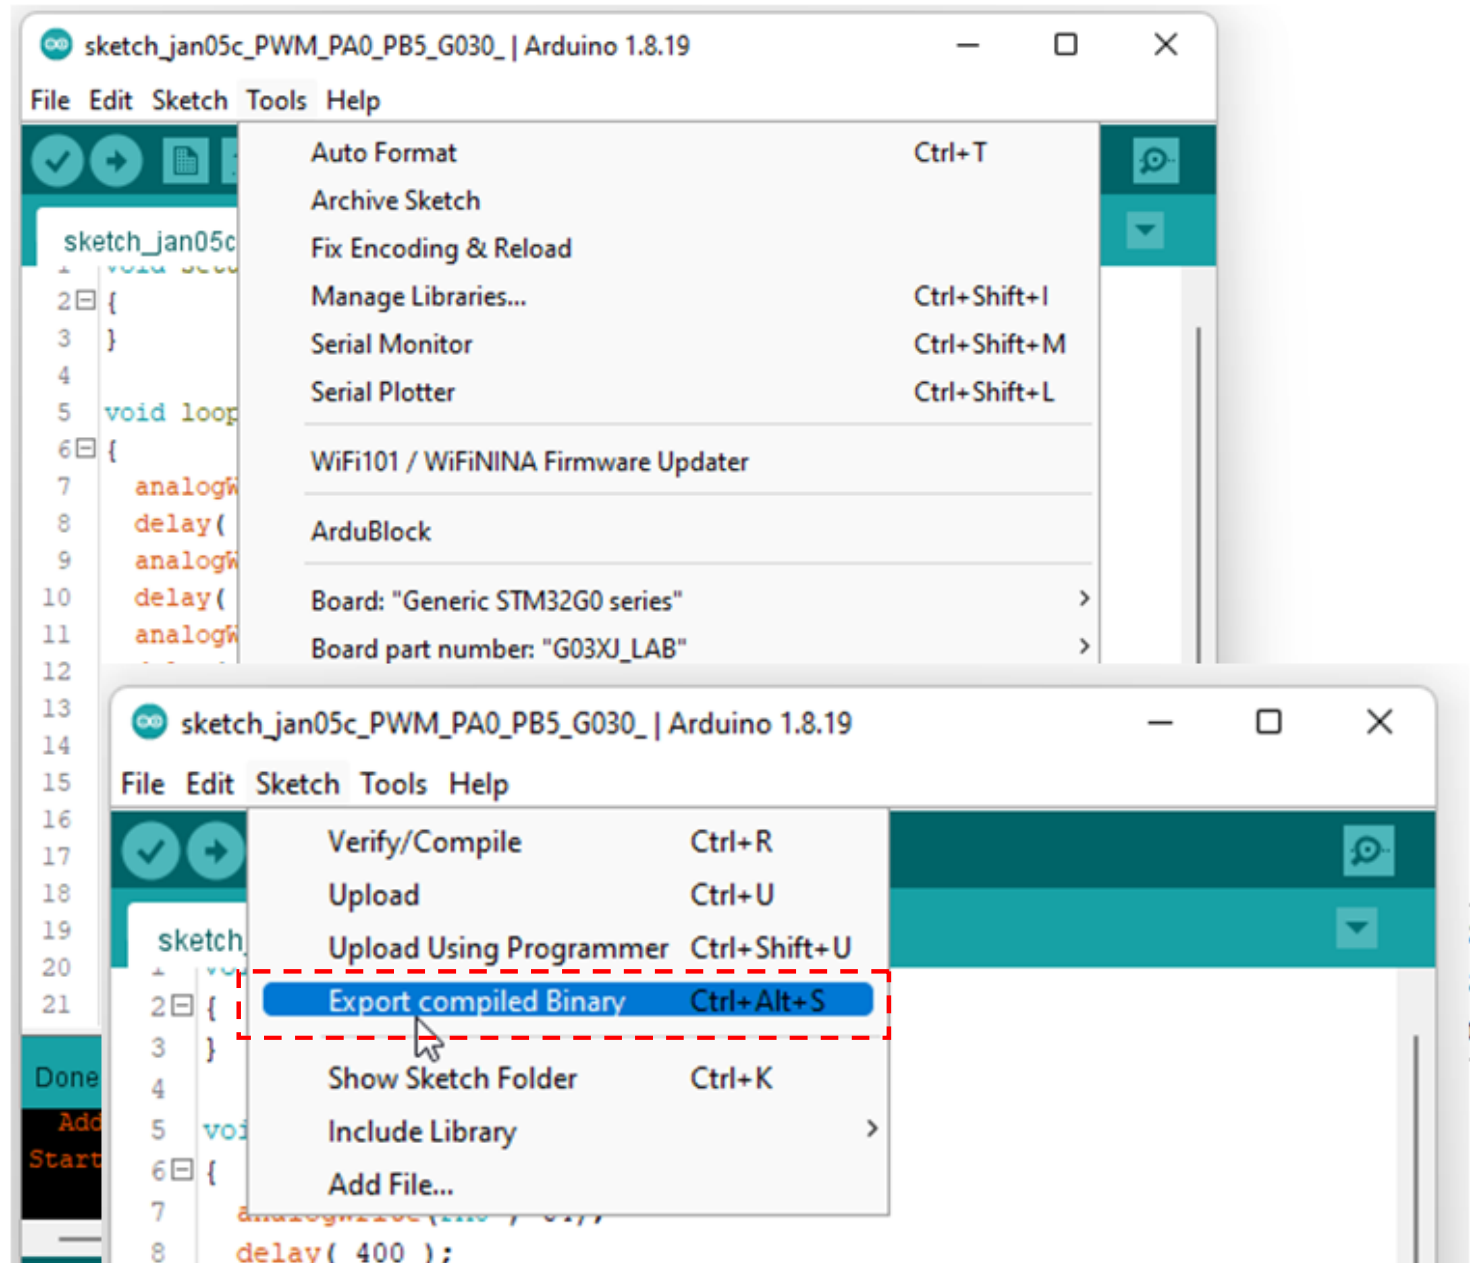 sketch_jan05c_PWM_PA0_PB5_G030_ | Arduino 1.8.19
File Edit Sketch Tools Help
Auto Format Ctrl+T
Archive Sketch
Fix Encoding & Reload
Manage Libraries... Ctrl+Shift+I
Serial Monitor Ctrl+Shift+M
Serial Plotter Ctrl+Shift+L
WiFi101 / WiFiNINA Firmware Updater
ArduBlock
Board: "Generic STM32G0 series"
Board part number: "G03XJ_LAB"
sketch_jan05c
1 void
2 {
3 }
4
5 void loop
6 {
7 analogW
8 delay(
9 analogW
10 delay(
11 analogW
12
13
14
15
16
17
18
19
20
21
Done
Add
Start
sketch_jan05c_PWM_PA0_PB5_G030_ | Arduino 1.8.19
File Edit Sketch Tools Help
Verify/Compile Ctrl+R
Upload Ctrl+U
Upload Using Programmer Ctrl+Shift+U
Export compiled Binary Ctrl+Alt+S
Show Sketch Folder Ctrl+K
Include Library
Add File...
sketch_
1 voi
2 {
3 }
4
5 voi
6 {
7 analogWrite(
8 delay( 400 );